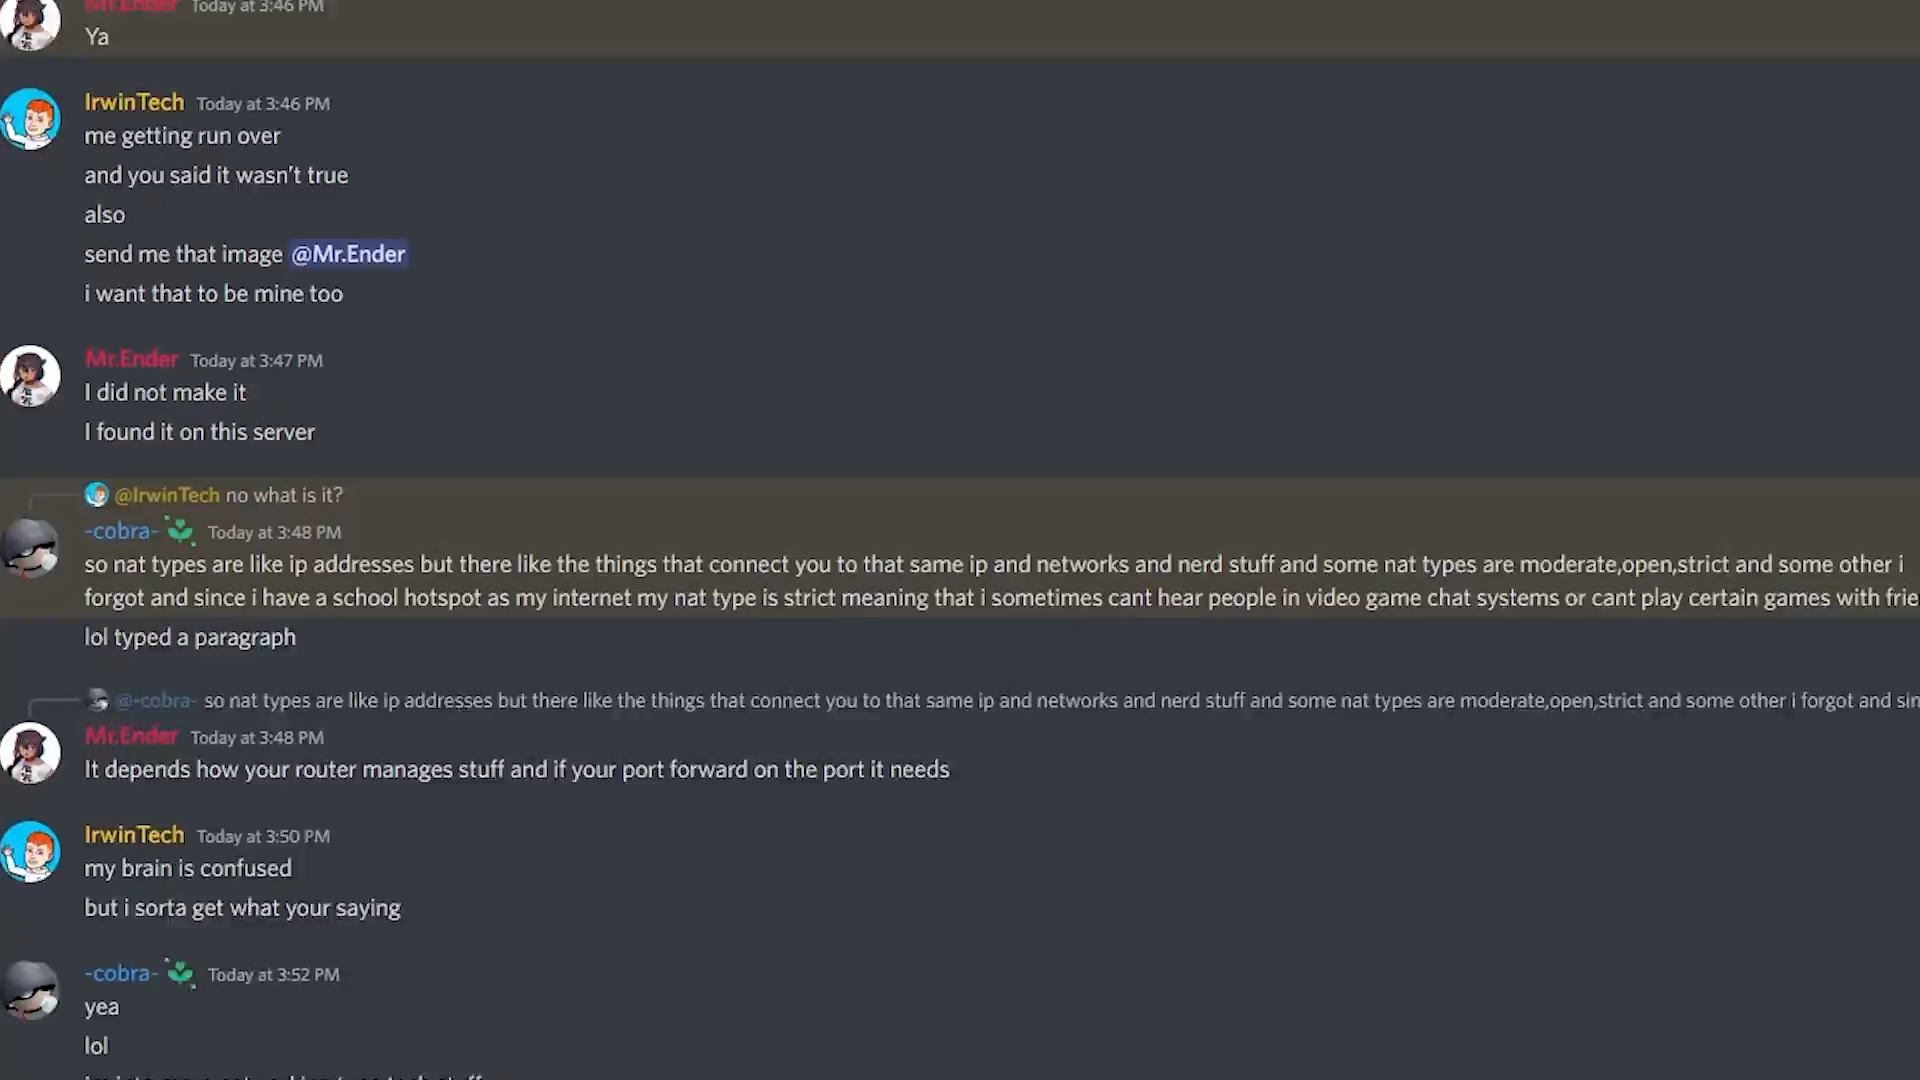 Mr.Ender Today at 3:46 PM
Ya
IrwinTech Today at 3:46 PM
me getting run over
and you said it wasn't true
also
send me that image @Mr.Ender
i want that to be mine too
Mr.Ender Today at 3:47 PM
I did not make it
I found it on this server
@IrwinTech no what is it?
-cobra- Today at 3:48 PM
so nat types are like ip addresses but there like the things that connect you to that same ip and networks and nerd stuff and some nat types are moderate,open,strict and some other i
forgot and since i have a school hotspot as my internet my nat type is strict meaning that i sometimes cant hear people in video game chat systems or cant play certain games with frie
lol typed a paragraph
@-cobra- so nat types are like ip addresses but there like the things that connect you to that same ip and networks and nerd stuff and some nat types are moderate,open,strict and some other i forgot and sin
Mr.Ender Today at 3:48 PM
It depends how your router manages stuff and if your port forward on the port it needs
IrwinTech Today at 3:50 PM
my brain is confused
but i sorta get what your saying
-cobra- Today at 3:52 PM
yea
lol